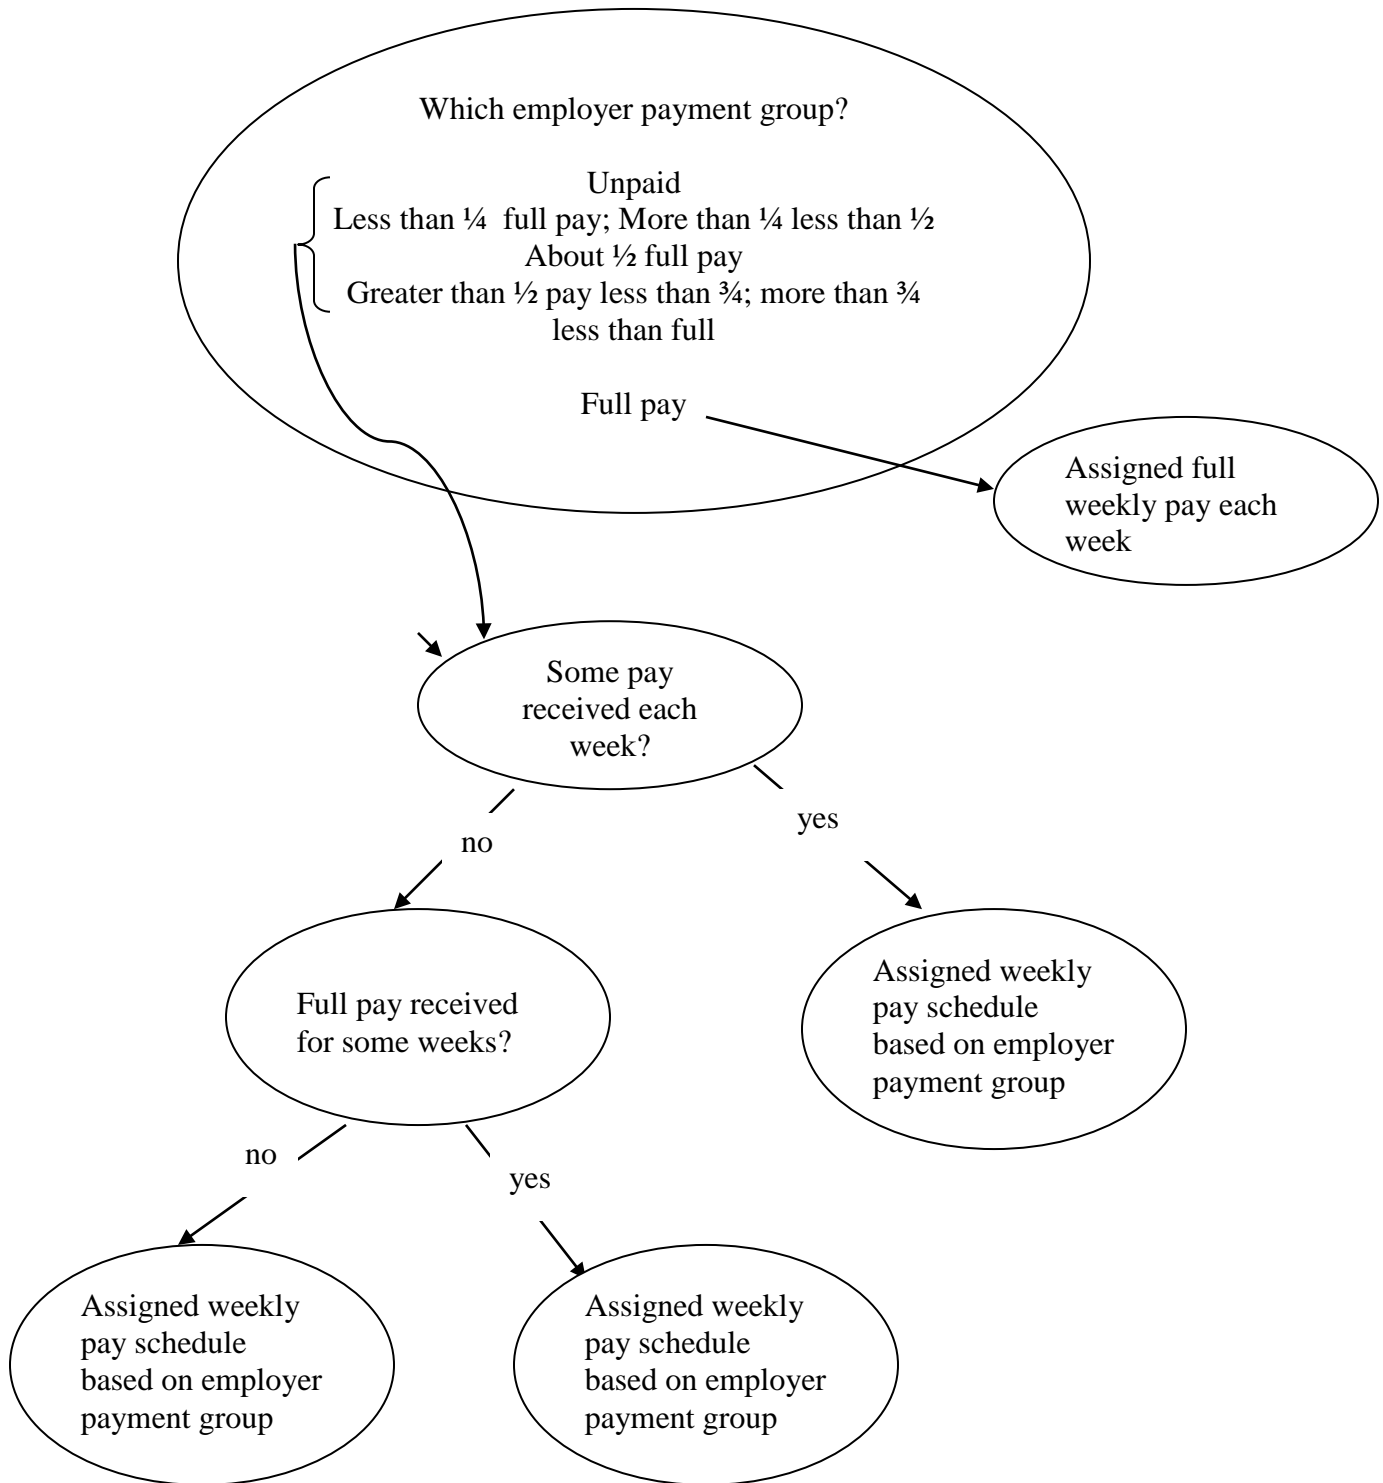 Which employer payment group?
Unpaid
Less than ¼  full pay; More than ¼ less than ½
About ½ full pay
Greater than ½ pay less than ¾; more than ¾
less than full
Full pay
Assigned full
weekly pay each
week
Some pay
received each
week?
no
yes
Full pay received
for some weeks?
Assigned weekly
pay schedule
based on employer
payment group
no
yes
Assigned weekly
pay schedule
based on employer
payment group
Assigned weekly
pay schedule
based on employer
payment group